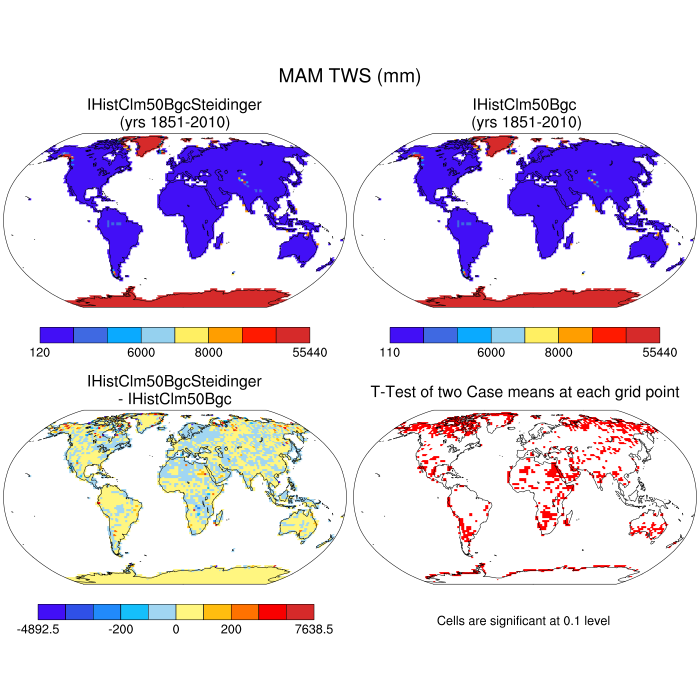 MAM TWS (mm)
IHistClm50BgcSteidinger
(yrs 1851-2010)
IHistClm50Bgc
(yrs 1851-2010)
120 6000 8000 55440
110 6000 8000 55440
IHistClm50BgcSteidinger
- IHistClm50Bgc
T-Test of two Case means at each grid point
-4892.5 -200 0 200 7638.5
Cells are significant at 0.1 level